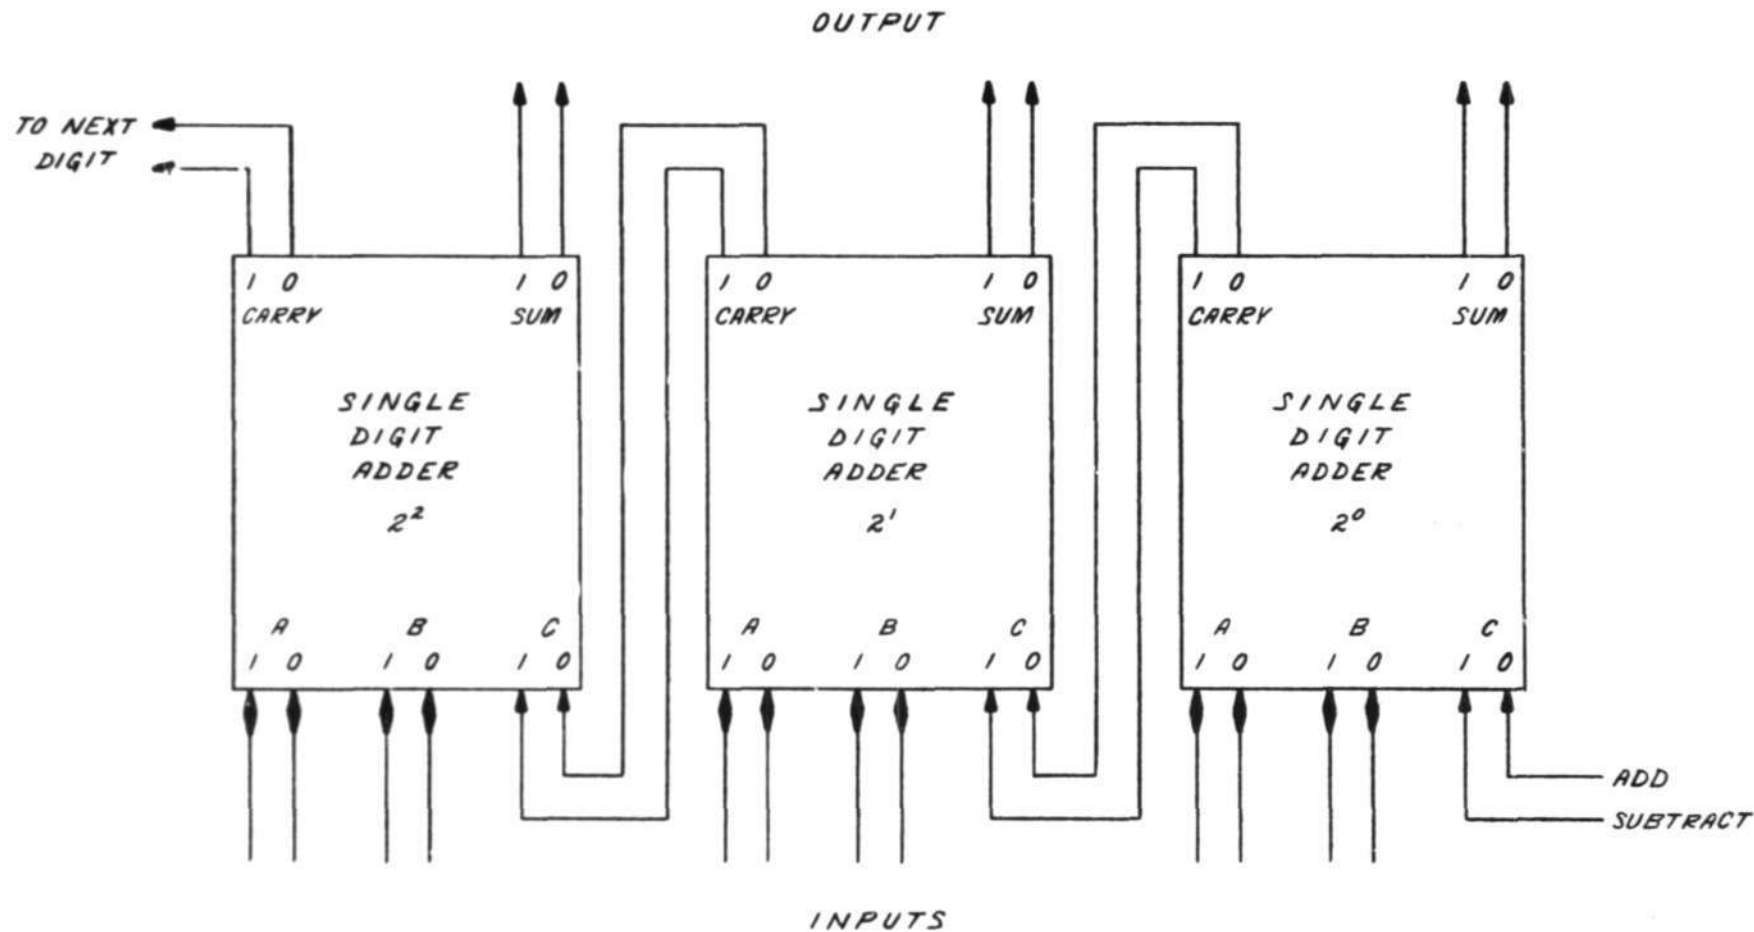 OUTPUT
TO NEXT
DIGIT
1 0 1 0
CARRY SUM
SINGLE
DIGIT
ADDER
2²
A B C
1 0 1 0 1 0
1 0 1 0
CARRY SUM
SINGLE
DIGIT
ADDER
2¹
A B C
1 0 1 0 1 0
1 0 1 0
CARRY SUM
SINGLE
DIGIT
ADDER
2⁰
A B C
1 0 1 0 1 0
ADD
SUBTRACT
INPUTS